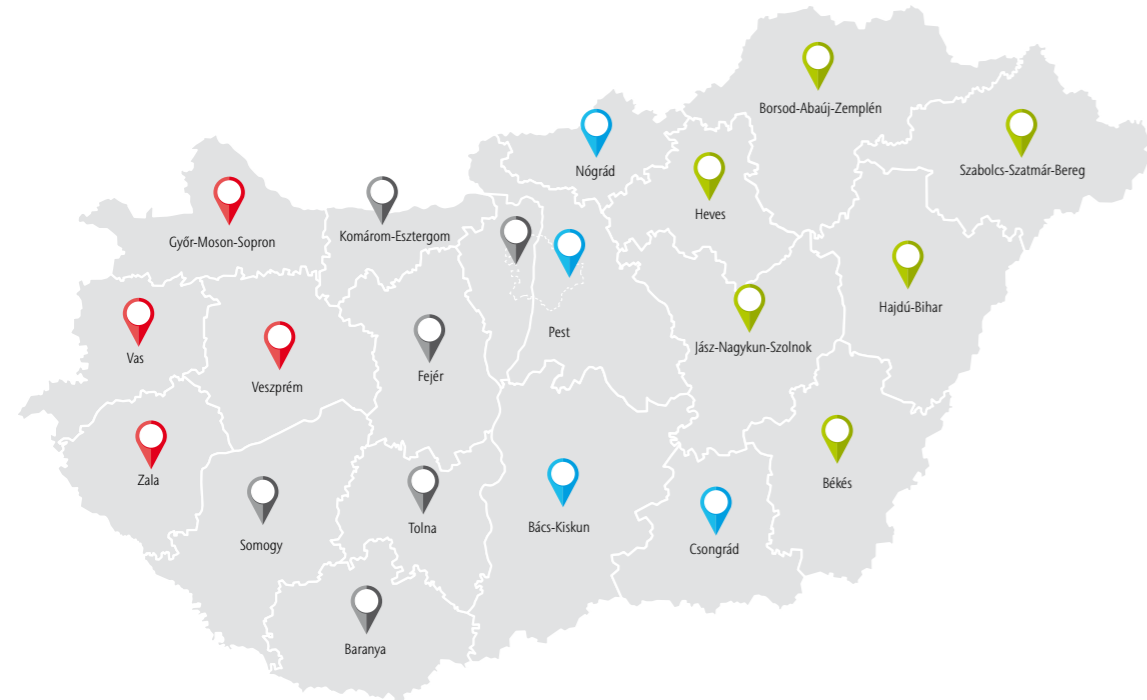 Borsod-Abaúj-Zemplén
Szabolcs-Szatmár-Bereg
Nógrád
Heves
Győr-Moson-Sopron
Komárom-Esztergom
Hajdú-Bihar
Pest
Jász-Nagykun-Szolnok
Vas
Veszprém
Fejér
Zala
Békés
Somogy
Tolna
Bács-Kiskun
Csongrád
Baranya